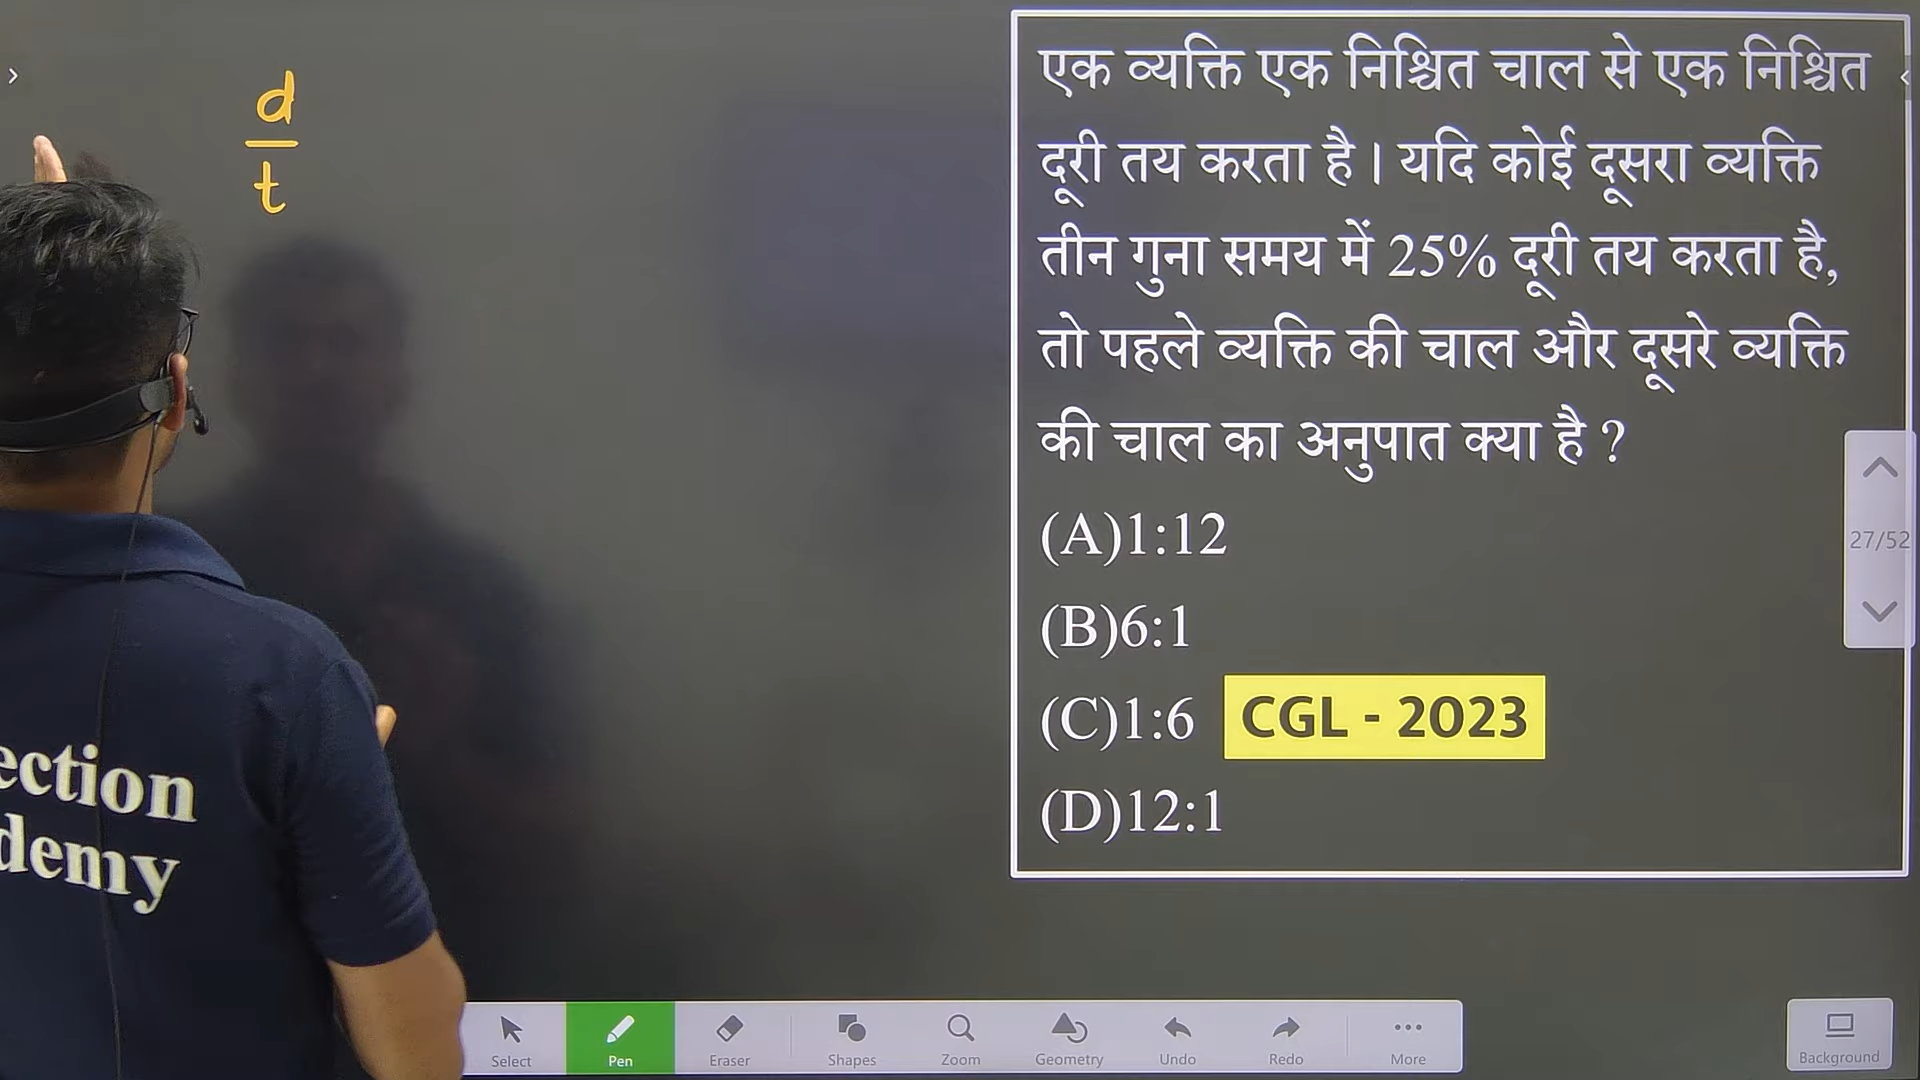 d
t
एक व्यक्ति एक निश्चित चाल से एक निश्चित
दूरी तय करता है। यदि कोई दूसरा व्यक्ति
तीन गुना समय में 25% दूरी तय करता है,
तो पहले व्यक्ति की चाल और दूसरे व्यक्ति
की चाल का अनुपात क्या है ?
(A)1:12
(B)6:1
(C)1:6 CGL - 2023
(D)12:1
27/52
ection
demy
Select Pen Eraser Shapes Zoom Geometry Undo Redo More Background